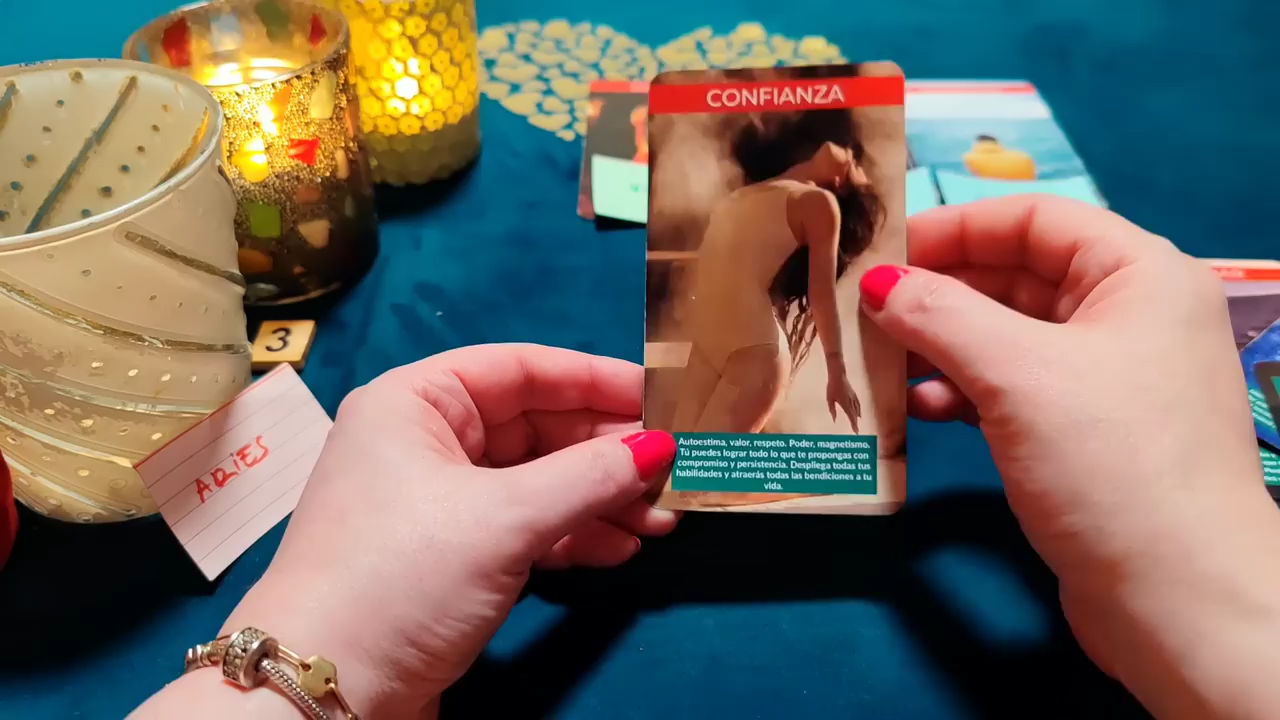 CONFIANZA
Autoestima, valor, respeto. Poder, magnetismo.
Tú puedes lograr todo lo que te propongas con
compromiso y persistencia. Despliega todas tus
habilidades y atraerás todas las bendiciones a tu
vida.
3
ARIES